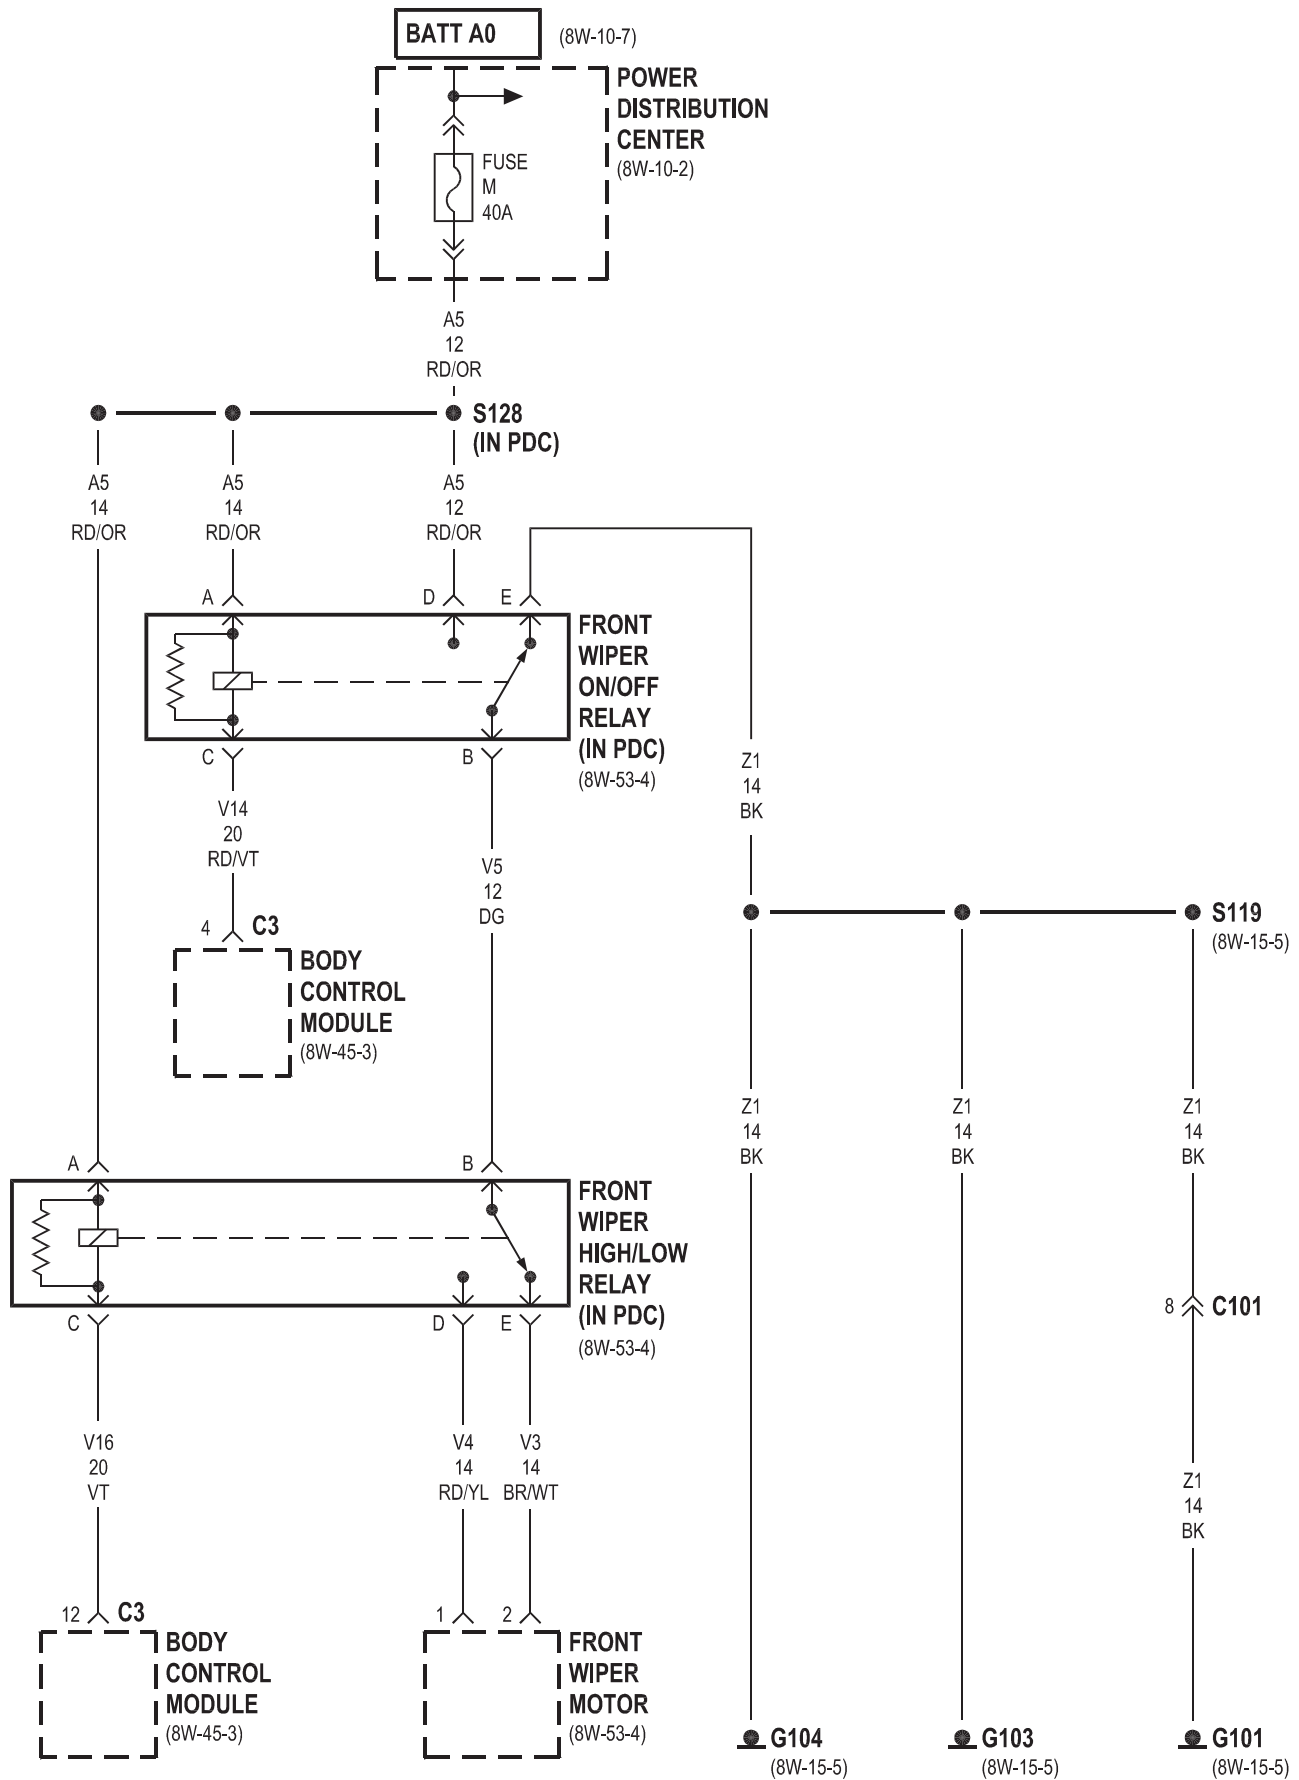 BATT A0
(8W-10-7)
POWER
DISTRIBUTION
CENTER
(8W-10-2)
FUSE
M
40A
A5
12
RD/OR
S128
(IN PDC)
A5
14
RD/OR
A5
14
RD/OR
A5
12
RD/OR
A
D
E
FRONT
WIPER
ON/OFF
RELAY
(IN PDC)
(8W-53-4)
C
B
Z1
14
BK
V14
20
RD/VT
V5
12
DG
4
C3
BODY
CONTROL
MODULE
(8W-45-3)
S119
(8W-15-5)
Z1
14
BK
Z1
14
BK
Z1
14
BK
A
B
FRONT
WIPER
HIGH/LOW
RELAY
(IN PDC)
(8W-53-4)
C
D
E
8
C101
V16
20
VT
V4
14
RD/YL
V3
14
BR/WT
Z1
14
BK
12
C3
BODY
CONTROL
MODULE
(8W-45-3)
1
2
FRONT
WIPER
MOTOR
(8W-53-4)
G104
(8W-15-5)
G103
(8W-15-5)
G101
(8W-15-5)